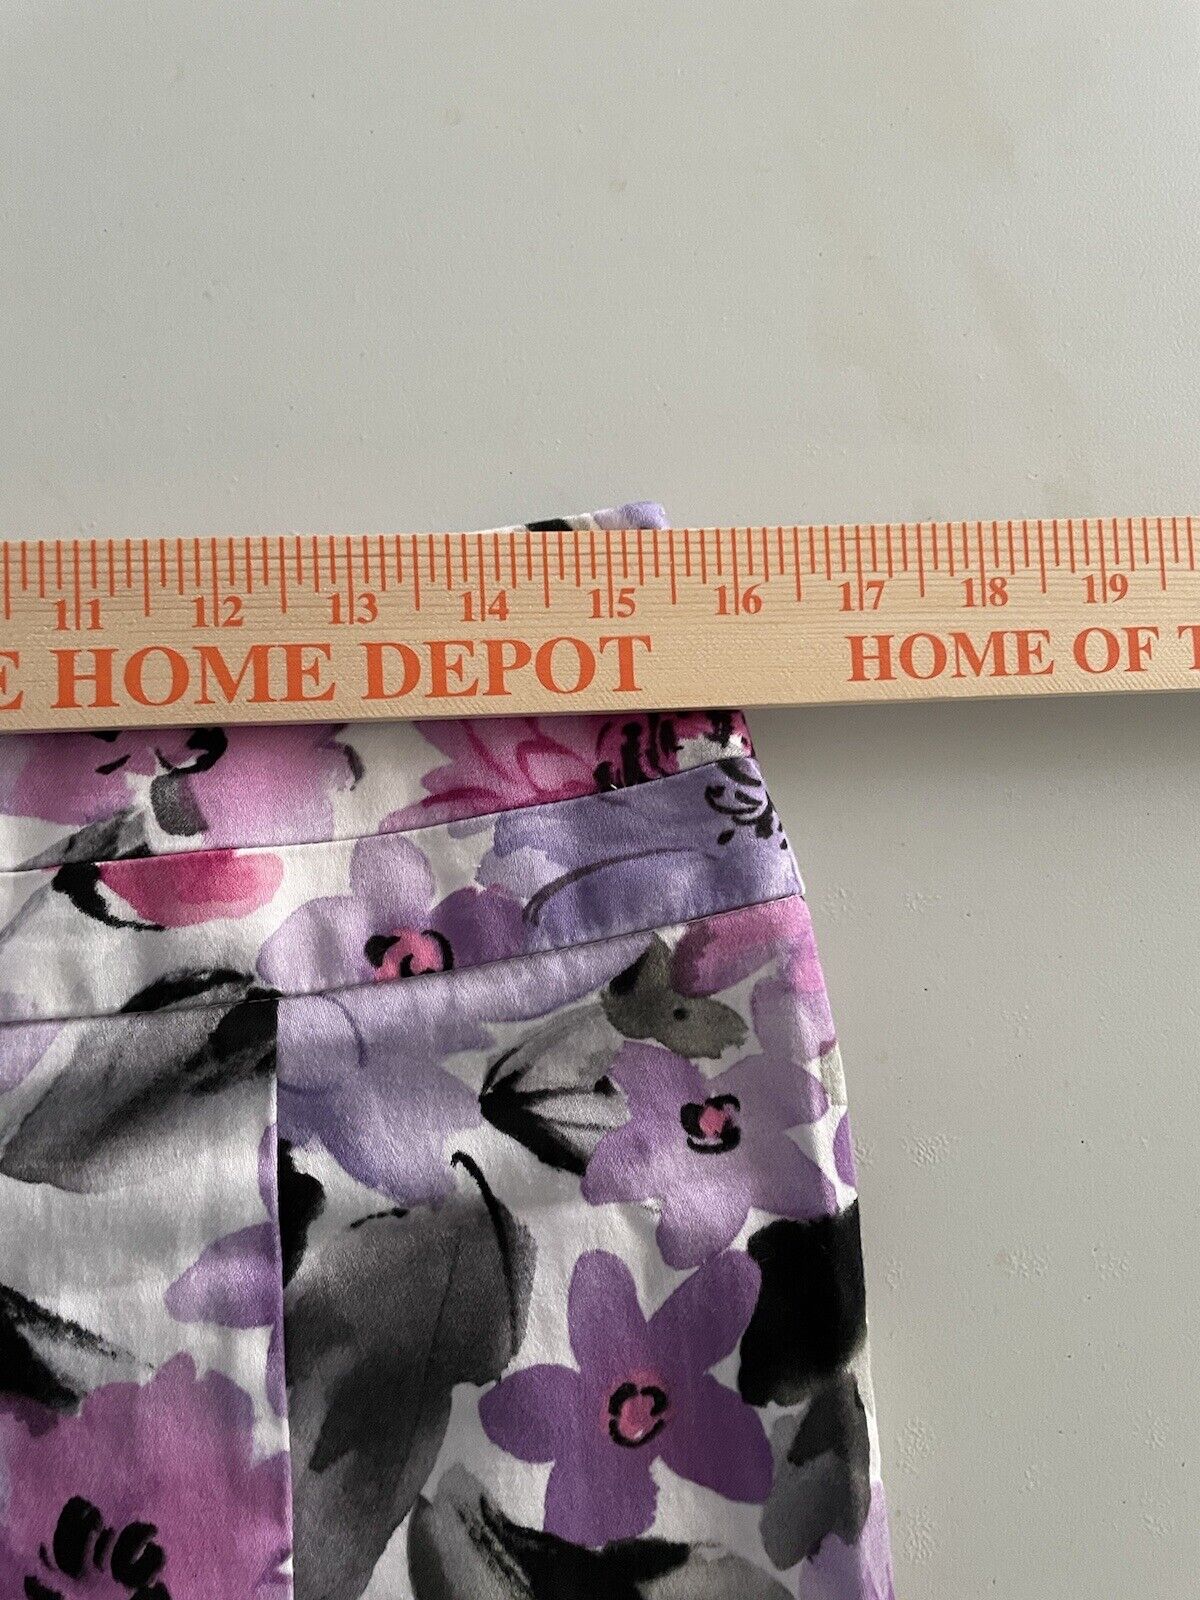 11 12 13 14 15 16 17 18 19
E HOME DEPOT HOME OF T